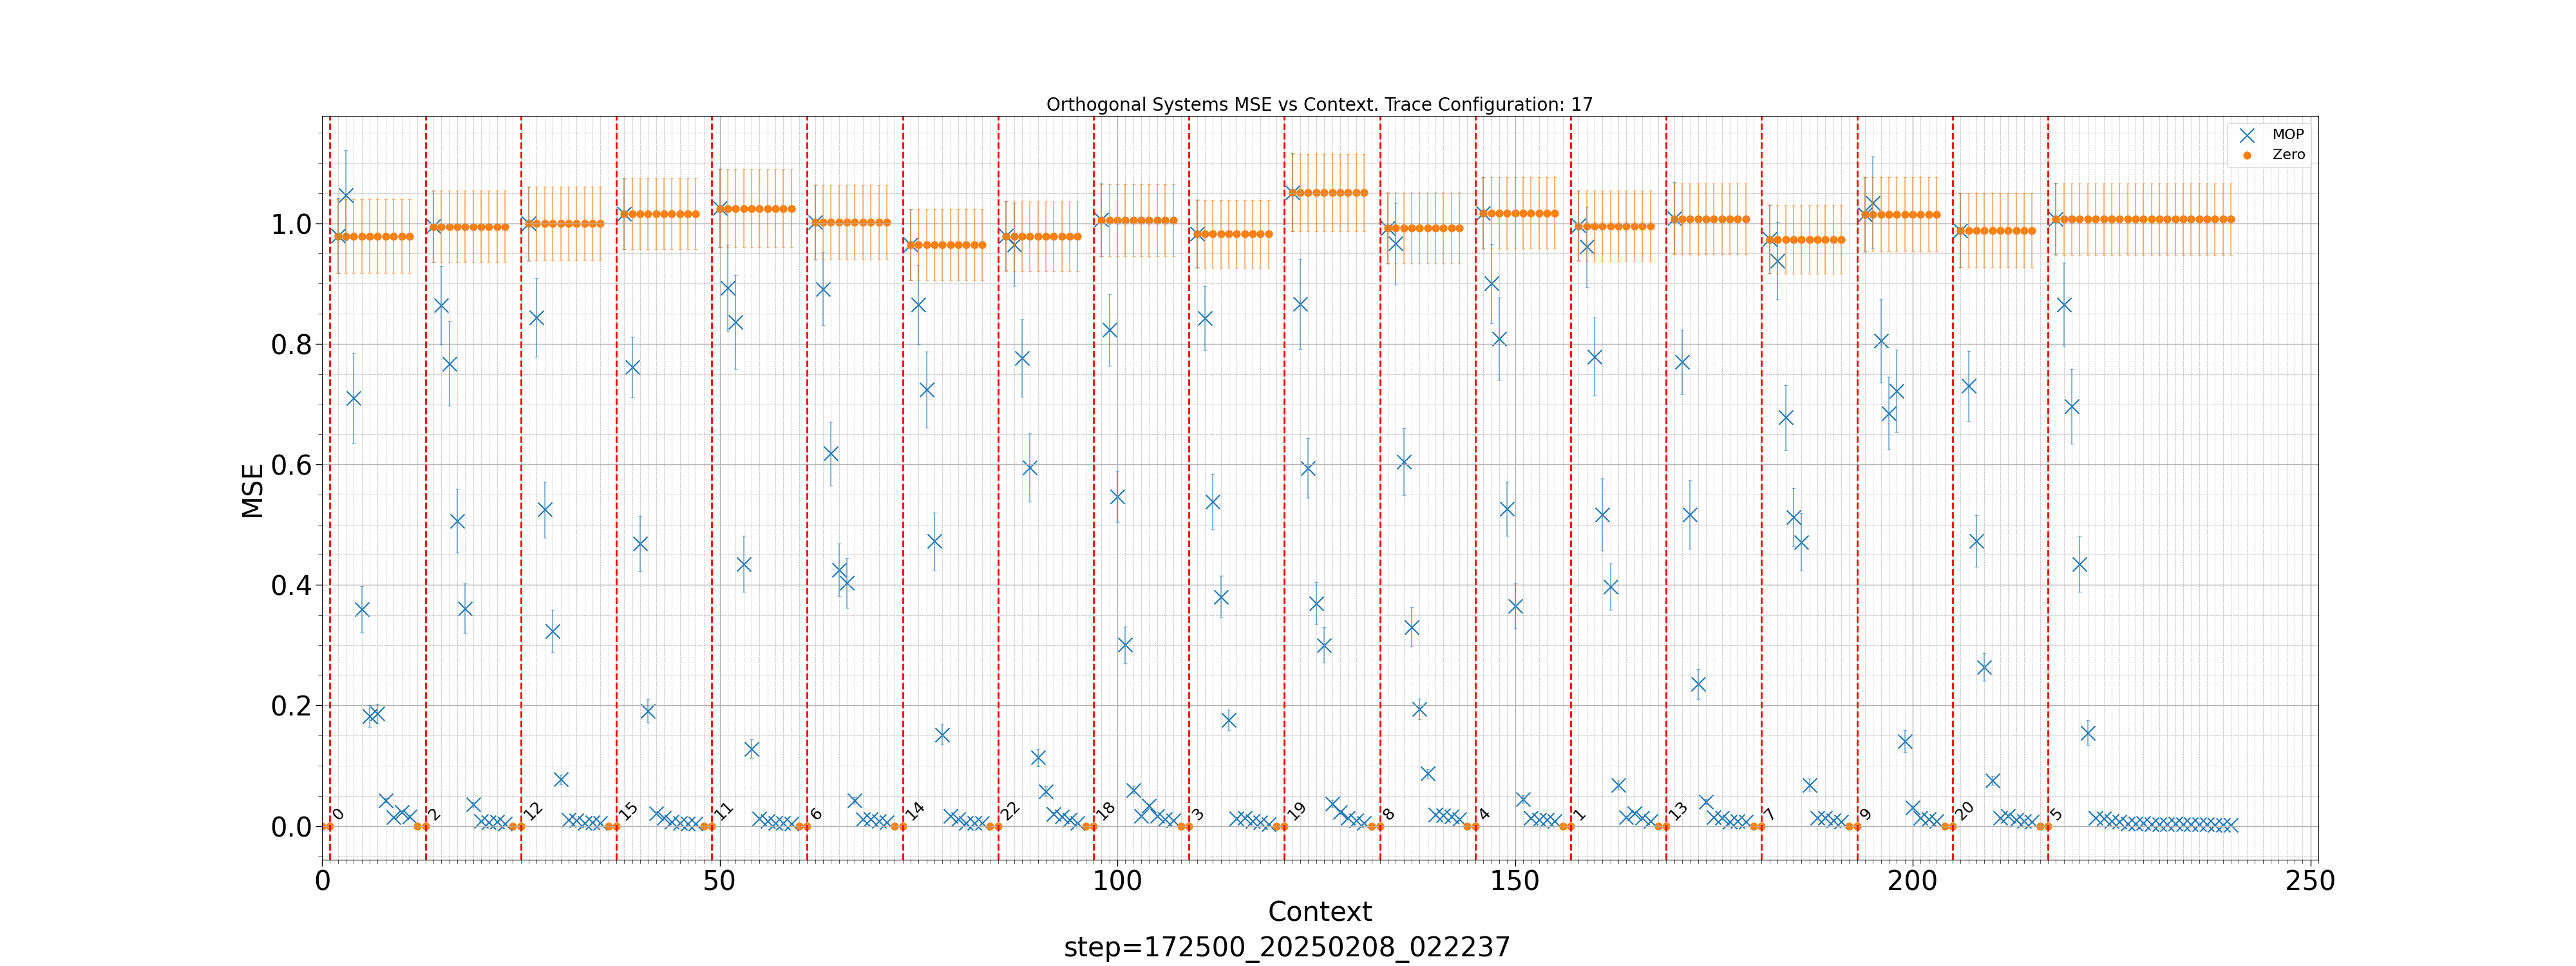 Orthogonal Systems MSE vs Context. Trace Configuration: 17
MOP
Zero
MSE
1.0
0.8
0.6
0.4
0.2
0.0
0 2 12 15 11 6 14 22 18 3 19 8 4 1 13 7 9 20 5
0 50 100 150 200 250
Context
step=172500_20250208_022237